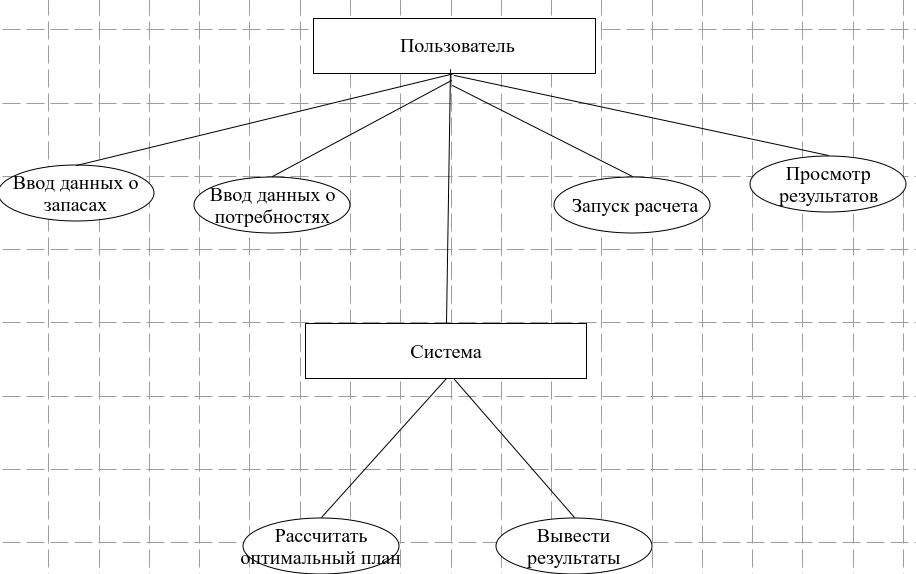 Пользователь
Ввод данных о
запасах
Ввод данных о
потребностях
Запуск расчета
Просмотр
результатов
Система
Рассчитать
оптимальный план
Вывести
результаты